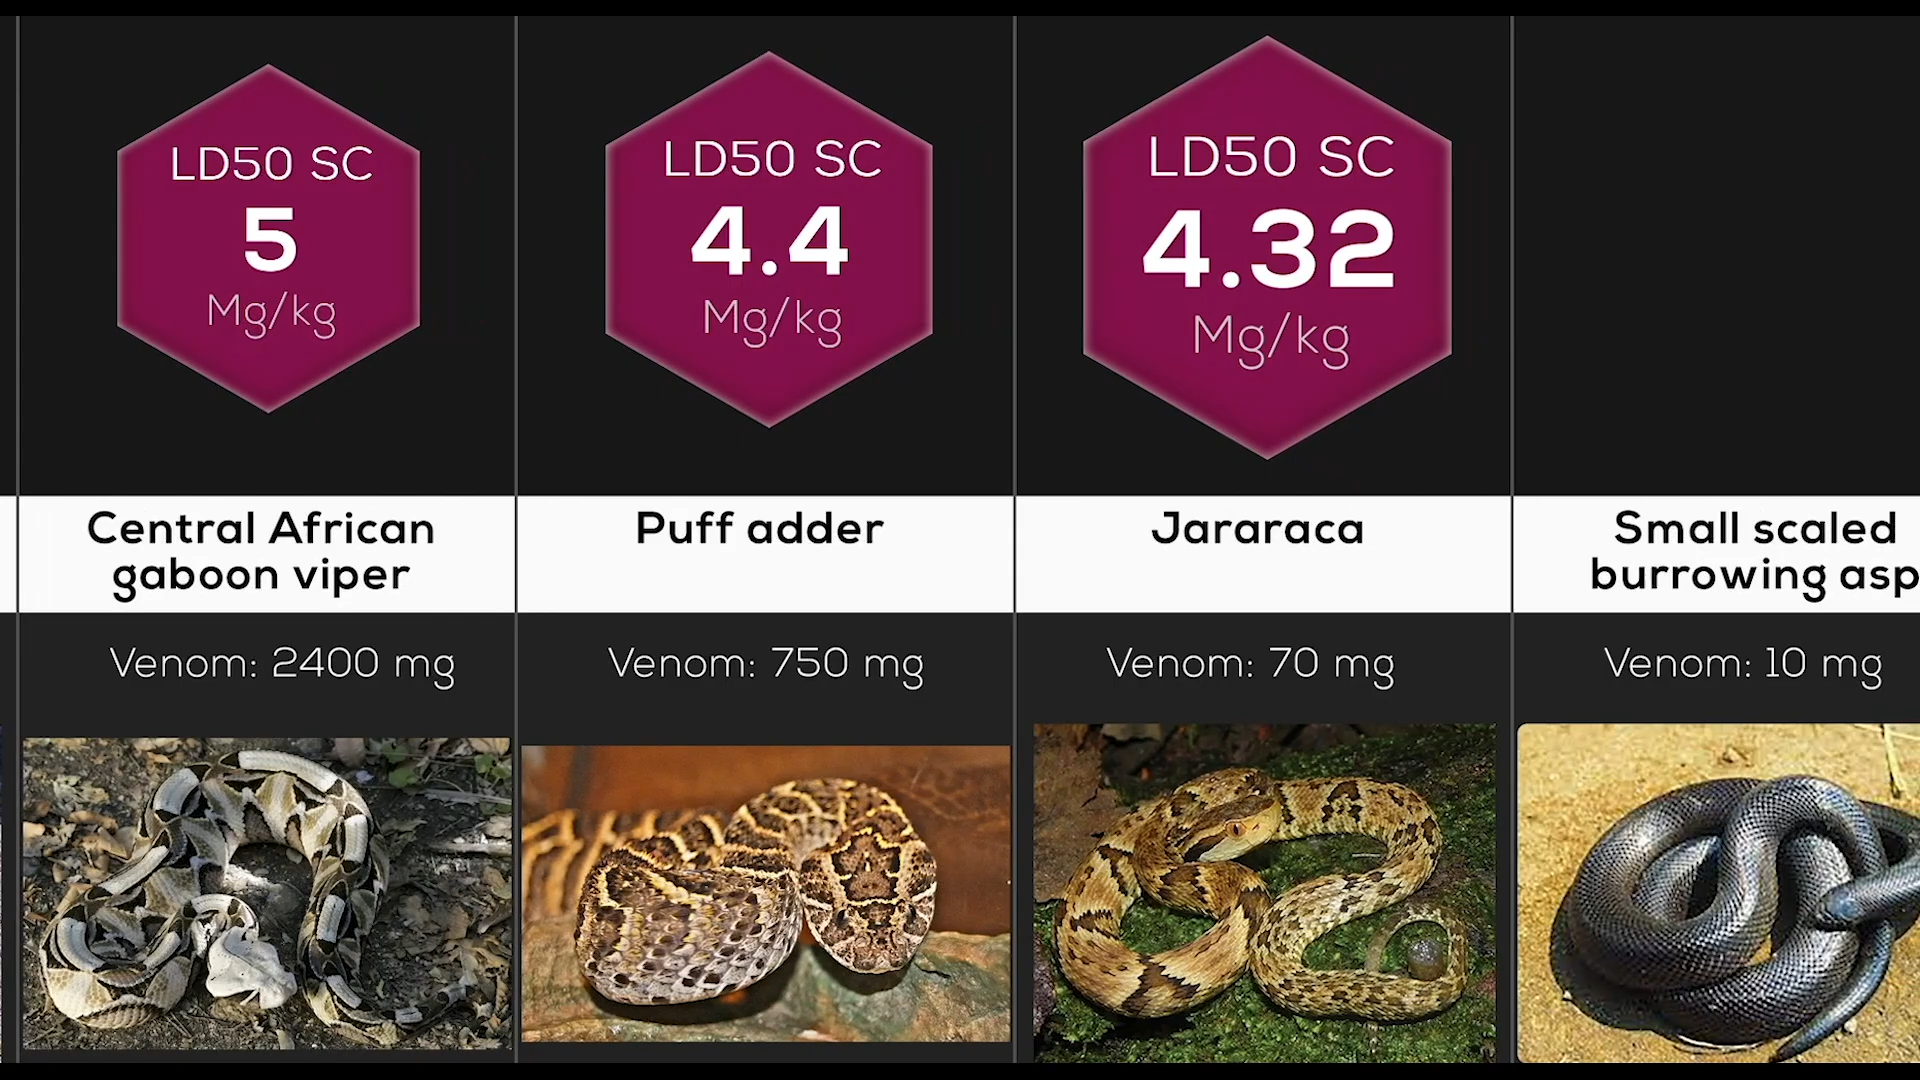 LD50 SC
5
Mg/kg
Central African
gaboon viper
Venom: 2400 mg
LD50 SC
4.4
Mg/kg
Puff adder
Venom: 750 mg
LD50 SC
4.32
Mg/kg
Jararaca
Venom: 70 mg
Small scaled
burrowing asp
Venom: 10 mg